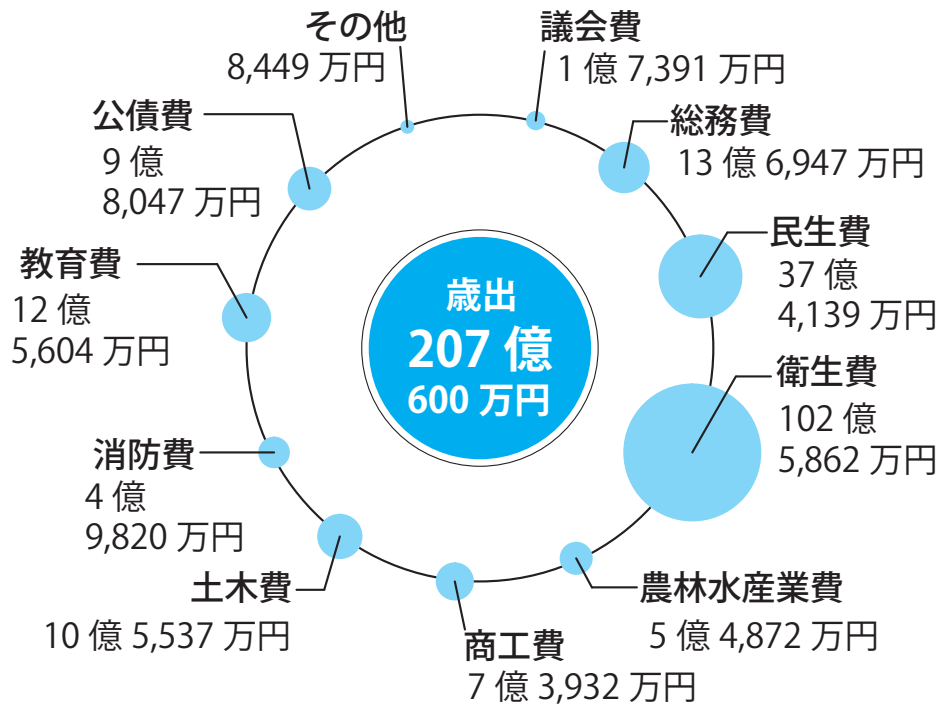 その他
8,449 万円
議会費
1 億 7,391 万円
総務費
13 億 6,947 万円
民生費
37 億
4,139 万円
衛生費
102 億
5,862 万円
農林水産業費
5 億 4,872 万円
商工費
7 億 3,932 万円
土木費
10 億 5,537 万円
消防費
4 億
9,820 万円
教育費
12 億
5,604 万円
公債費
9 億
8,047 万円
歳出
207 億
600 万円